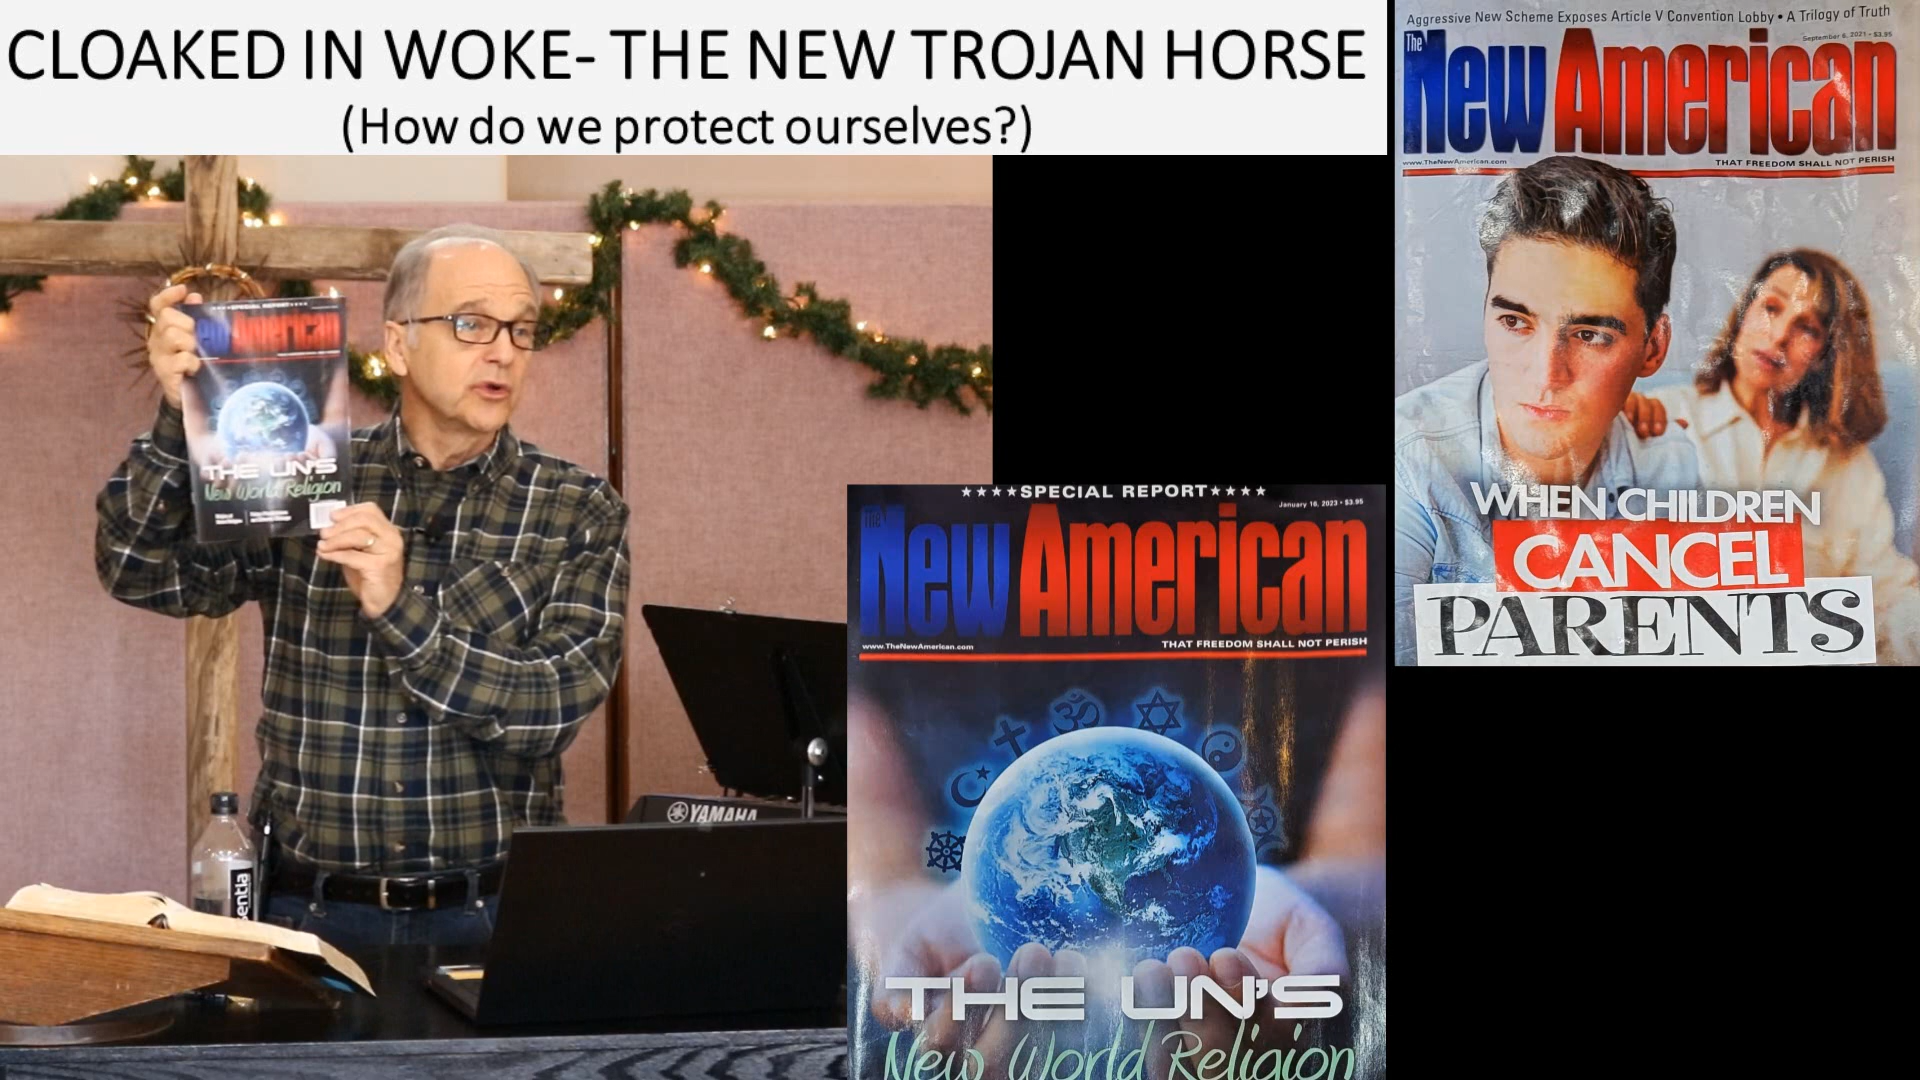 CLOAKED IN WOKE- THE NEW TROJAN HORSE
(How do we protect ourselves?)
SPECIAL REPORT
New American
THE UN'S
New World Religion
YAMAHA
entia
★★★★SPECIAL REPORT★★★★
January 16, 2023 • $3.95
The New American
www.TheNewAmerican.com
THAT FREEDOM SHALL NOT PERISH
THE UN'S
New World Religion
Aggressive New Scheme Exposes Article V Convention Lobby • A Trilogy of Truth
September 6, 2021 • $3.95
The New American
www.TheNewAmerican.com
THAT FREEDOM SHALL NOT PERISH
WHEN CHILDREN
CANCEL
PARENTS